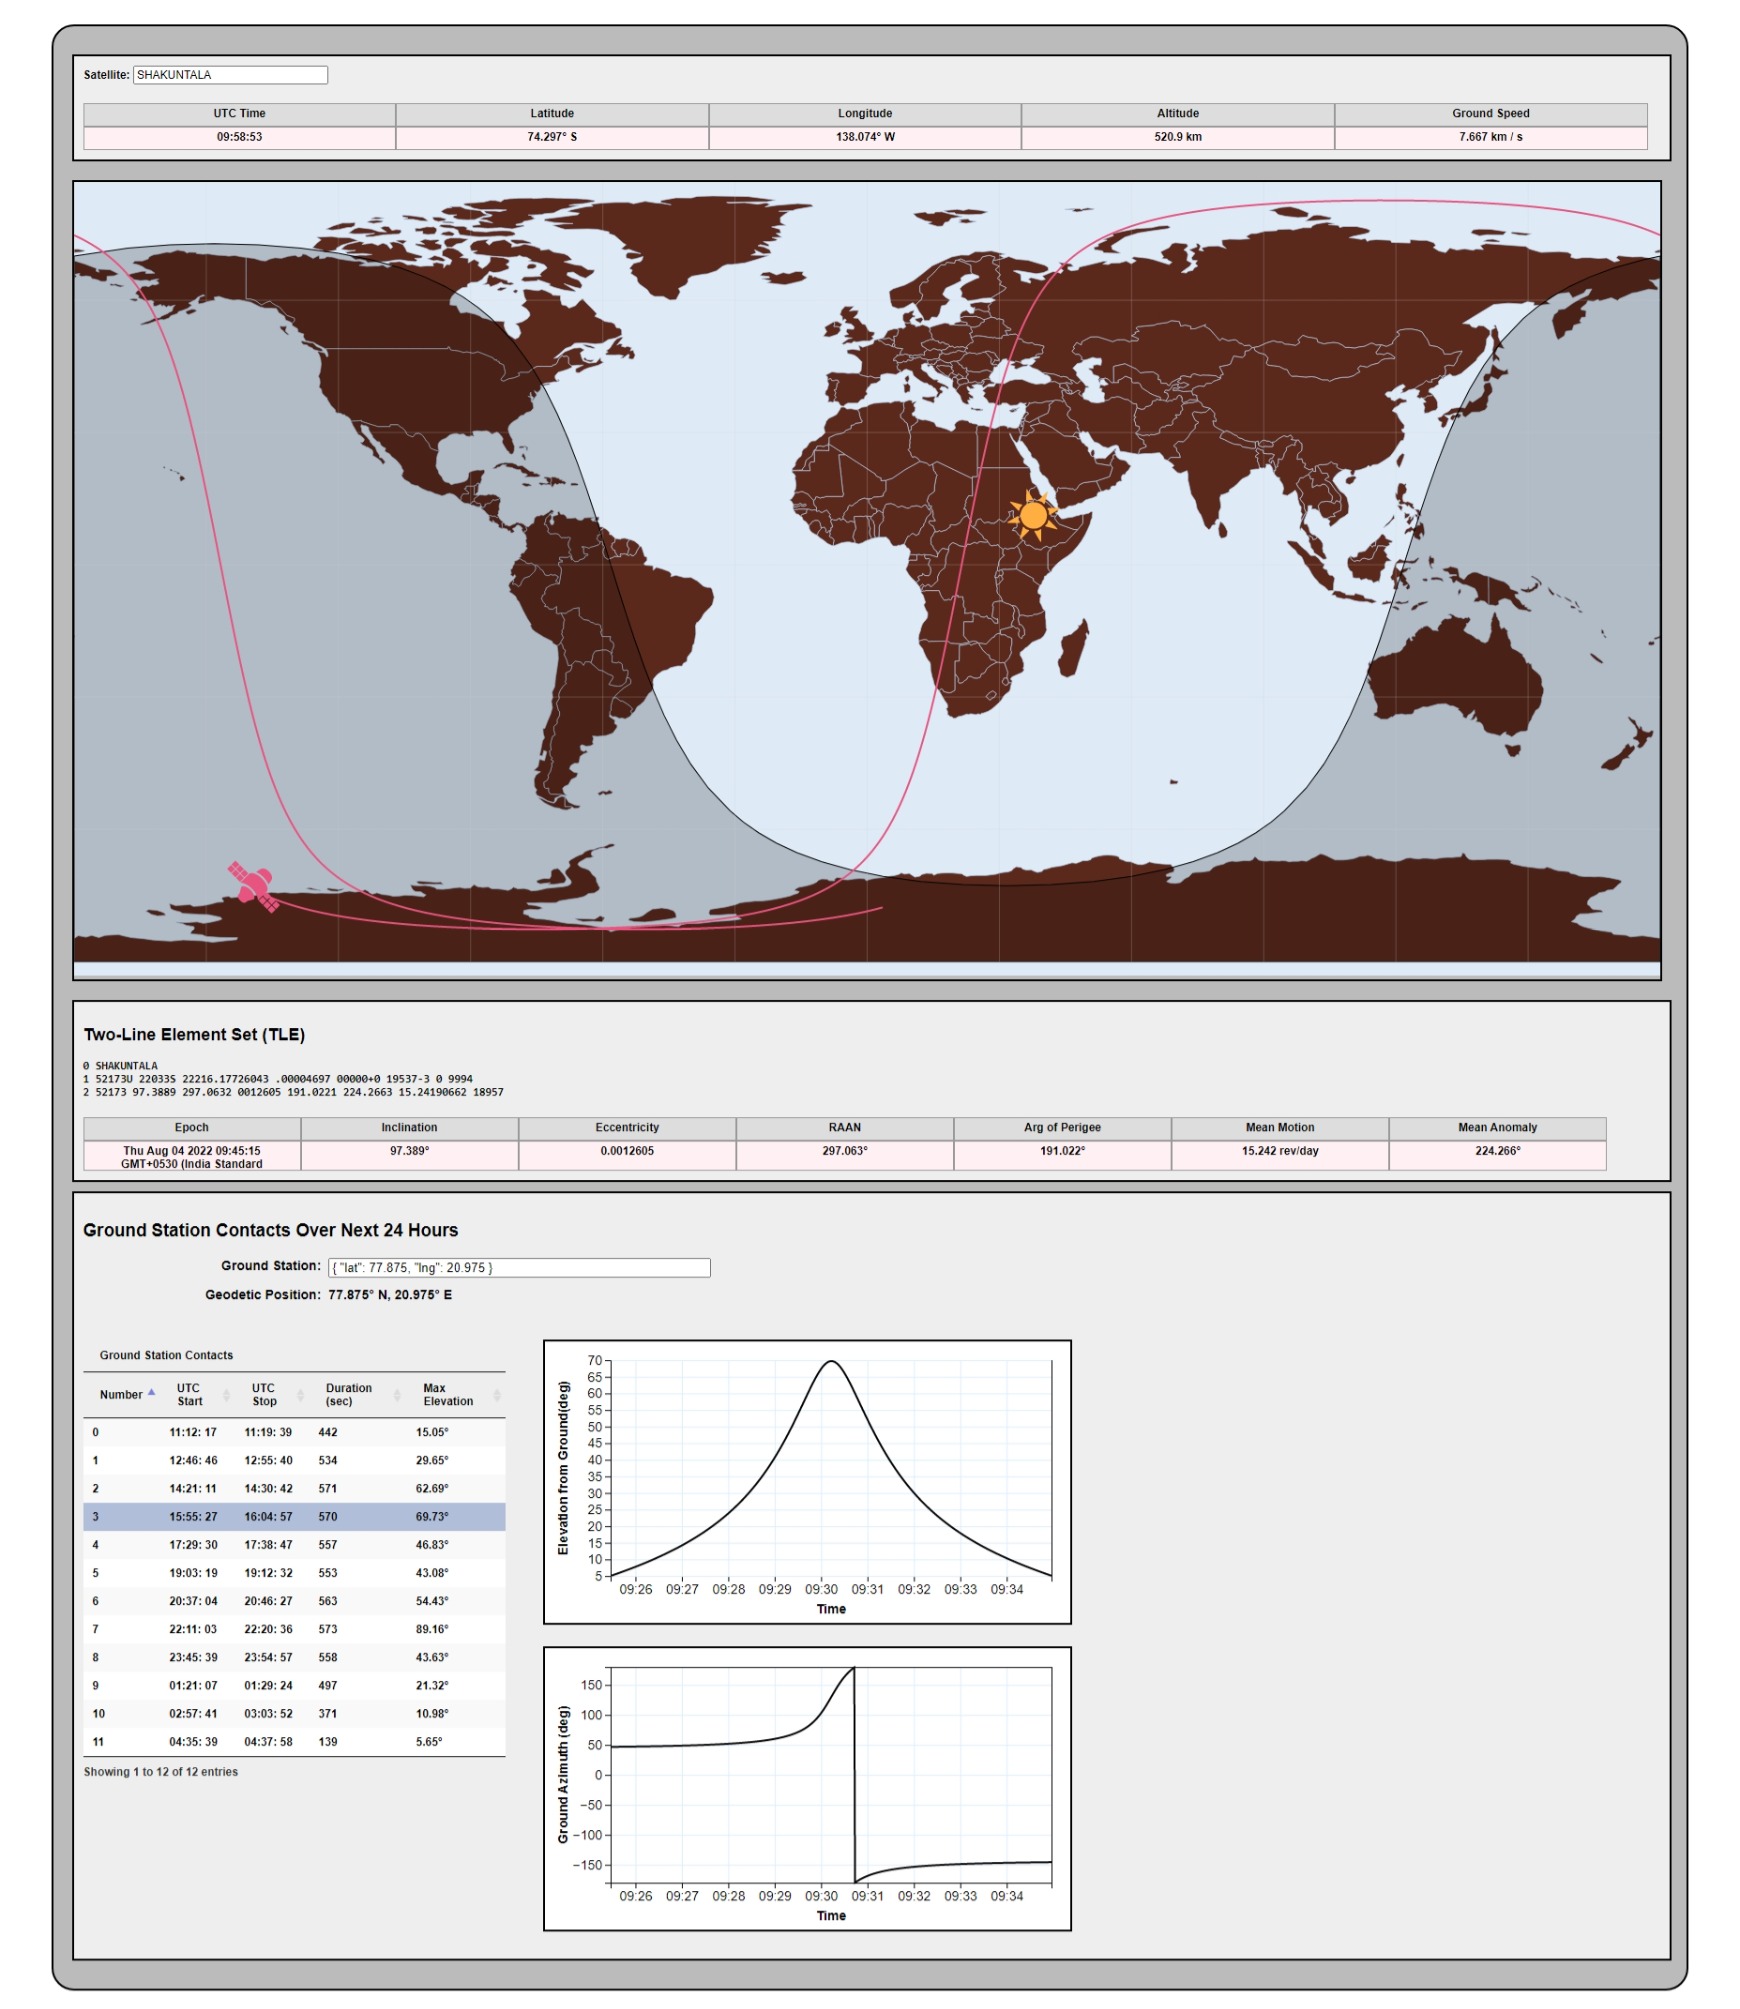 Satellite: SHAKUNTALA
UTC Time Latitude Longitude Altitude Ground Speed
09:58:53 74.297° S 138.074° W 520.9 km 7.667 km / s
Two-Line Element Set (TLE)
0 SHAKUNTALA
1 52173U 22033S 22216.17726043 .00004697 00000+0 19537-3 0 9994
2 52173 97.3889 297.0632 0012605 191.0221 224.2663 15.24190662 18957
Epoch Inclination Eccentricity RAAN Arg of Perigee Mean Motion Mean Anomaly
Thu Aug 04 2022 09:45:15 97.389° 0.0012605 297.063° 191.022° 15.242 rev/day 224.266°
GMT+0530 (India Standard
Ground Station Contacts Over Next 24 Hours
Ground Station: { "lat": 77.875, "lng": 20.975 }
Geodetic Position: 77.875° N, 20.975° E
Ground Station Contacts
Number UTC Start UTC Stop Duration (sec) Max Elevation
0 11:12: 17 11:19: 39 442 15.05°
1 12:46: 46 12:55: 40 534 29.65°
2 14:21: 11 14:30: 42 571 62.69°
3 15:55: 27 16:04: 57 570 69.73°
4 17:29: 30 17:38: 47 557 46.83°
5 19:03: 19 19:12: 32 553 43.08°
6 20:37: 04 20:46: 27 563 54.43°
7 22:11: 03 22:20: 36 573 89.16°
8 23:45: 39 23:54: 57 558 43.63°
9 01:21: 07 01:29: 24 497 21.32°
10 02:57: 41 03:03: 52 371 10.98°
11 04:35: 39 04:37: 58 139 5.65°
Showing 1 to 12 of 12 entries
Elevation from Ground(deg)
70
65
60
55
50
45
40
35
30
25
20
15
10
5
09:26 09:27 09:28 09:29 09:30 09:31 09:32 09:33 09:34
Time
Ground Azimuth (deg)
150
100
50
0
−50
−100
−150
09:26 09:27 09:28 09:29 09:30 09:31 09:32 09:33 09:34
Time